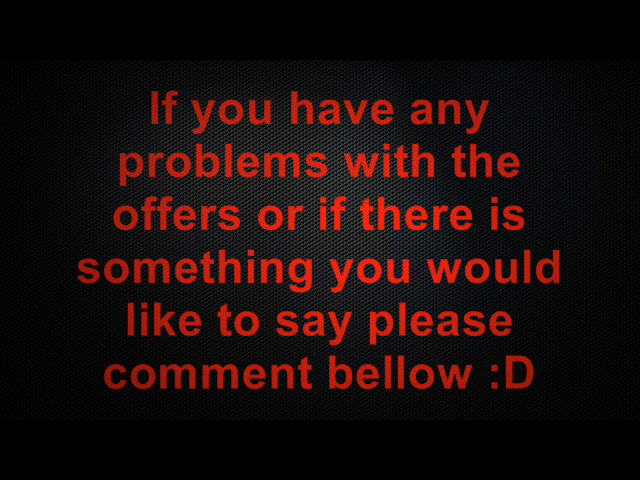 If you have any
problems with the
offers or if there is
something you would
like to say please
comment bellow :D